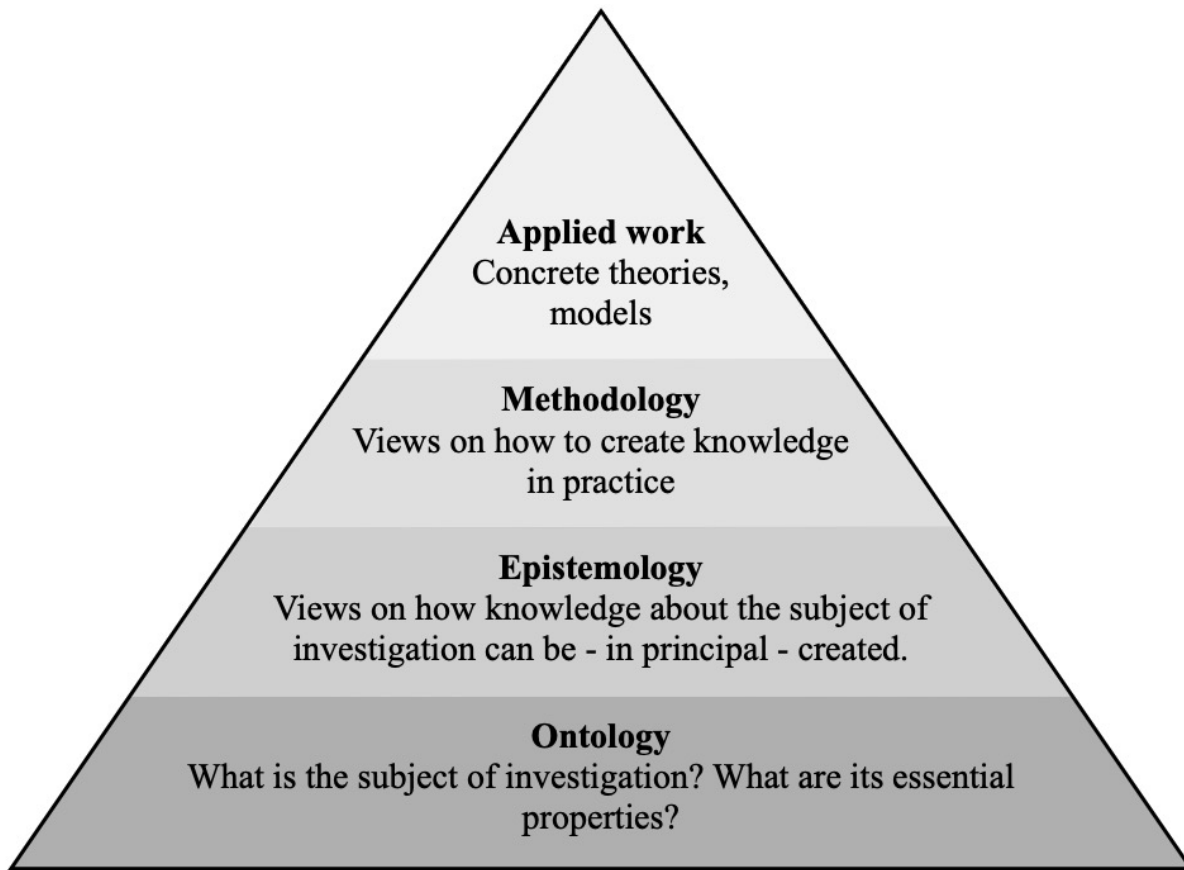 Applied work
Concrete theories,
models
Methodology
Views on how to create knowledge
in practice
Epistemology
Views on how knowledge about the subject of
investigation can be - in principal - created.
Ontology
What is the subject of investigation? What are its essential
properties?